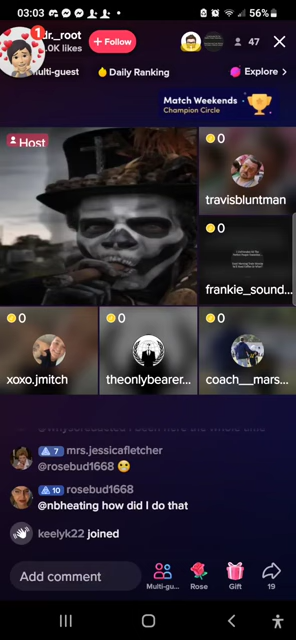 03:03
56%
1
dr._root
.0K likes
+ Follow
47
Multi-guest
Daily Ranking
Explore >
Match Weekends
Champion Circle
Host
0
travisbluntman
0
frankie_sound...
0
xoxo.jmitch
0
theonlybearer...
0
coach__mars...
7 mrs.jessicafletcher
@rosebud1668
10 rosebud1668
@nbheating how did I do that
keelyk22 joined
Add comment
Multi-gu...
Rose
Gift
19